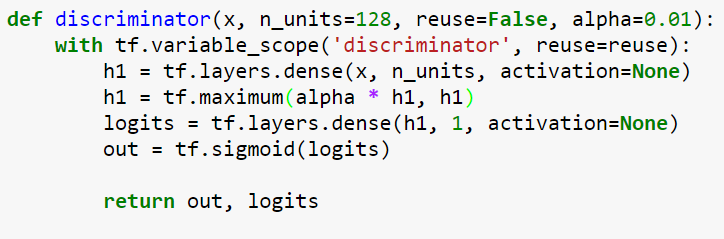 def discriminator(x, n_units=128, reuse=False, alpha=0.01):
    with tf.variable_scope('discriminator', reuse=reuse):
        h1 = tf.layers.dense(x, n_units, activation=None)
        h1 = tf.maximum(alpha * h1, h1)
        logits = tf.layers.dense(h1, 1, activation=None)
        out = tf.sigmoid(logits)

        return out, logits